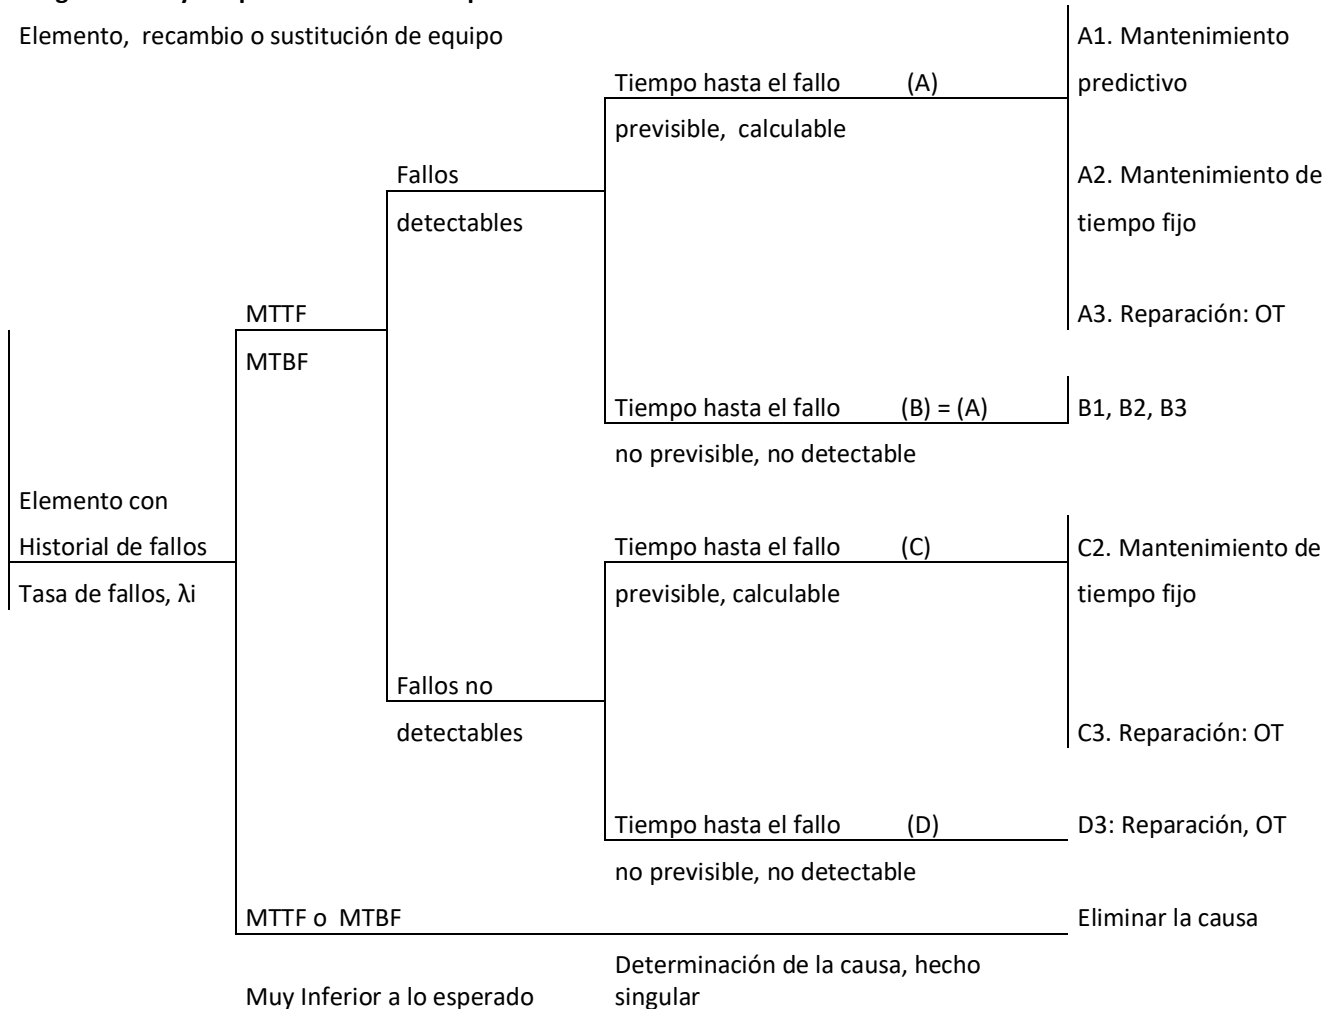 Elemento, recambio o sustitución de equipo
A1. Mantenimiento
Tiempo hasta el fallo (A)
predictivo
previsible, calculable
Fallos
A2. Mantenimiento de
detectables
tiempo fijo
MTTF
A3. Reparación: OT
MTBF
Tiempo hasta el fallo (B) = (A)
B1, B2, B3
no previsible, no detectable
Elemento con
Historial de fallos
Tiempo hasta el fallo (C)
C2. Mantenimiento de
Tasa de fallos, λi
previsible, calculable
tiempo fijo
Fallos no
detectables
C3. Reparación: OT
Tiempo hasta el fallo (D)
D3: Reparación, OT
no previsible, no detectable
MTTF o MTBF
Eliminar la causa
Determinación de la causa, hecho
Muy Inferior a lo esperado
singular